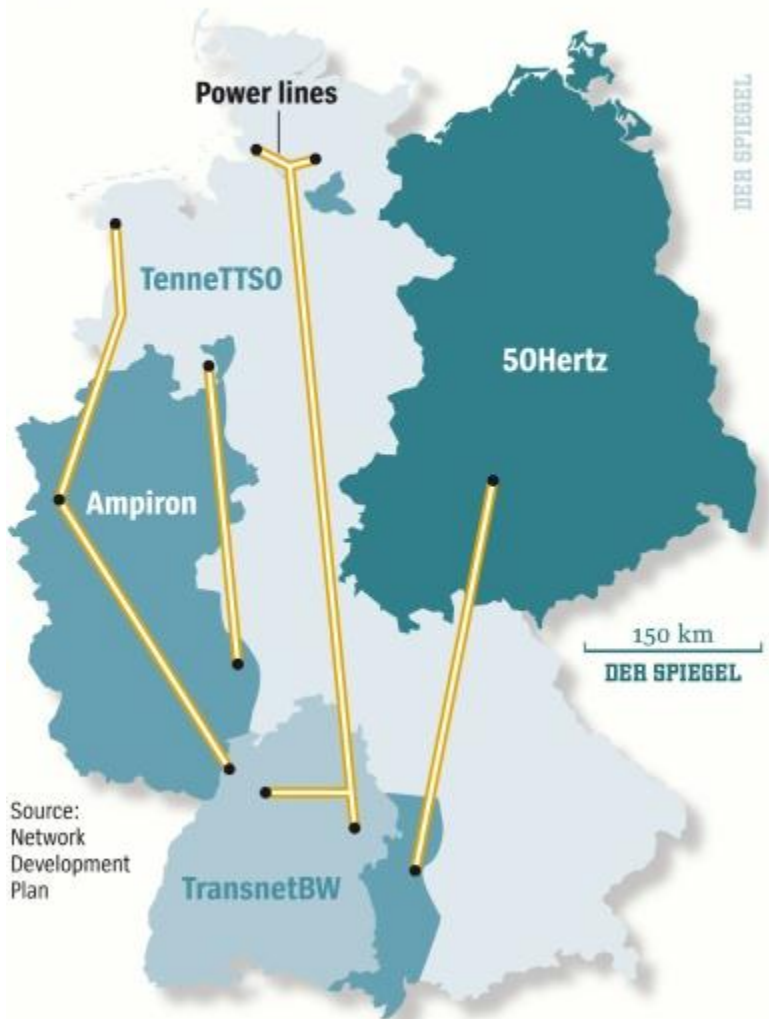 Power lines
DER SPIEGEL
TenneTTSO
50Hertz
Ampiron
150 km
DER SPIEGEL
Source:
Network
Development
Plan
TransnetBW